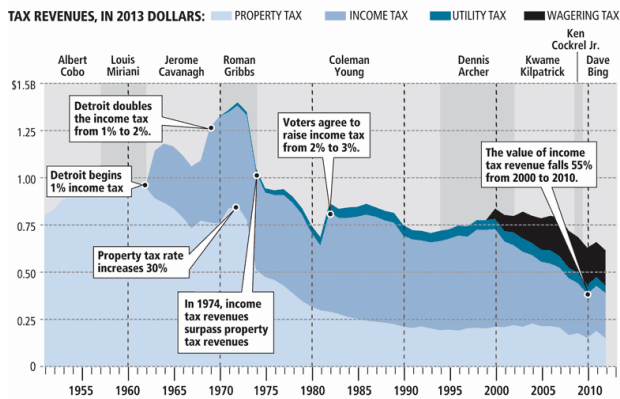 TAX REVENUES, IN 2013 DOLLARS: PROPERTY TAX INCOME TAX UTILITY TAX WAGERING TAX
Ken
Cockrel Jr.
Albert
Cobo
Louis
Miriani
Jerome
Cavanagh
Roman
Gribbs
Coleman
Young
Dennis
Archer
Kwame
Kilpatrick
Dave
Bing
$1.5B
1.25
1.00
0.75
0.50
0.25
0
Detroit doubles
the income tax
from 1% to 2%.
Voters agree to
raise income tax
from 2% to 3%.
The value of income
tax revenue falls 55%
from 2000 to 2010.
Detroit begins
1% income tax
Property tax rate
increases 30%
In 1974, income
tax revenues
surpass property
tax revenues
1955 1960 1965 1970 1975 1980 1985 1990 1995 2000 2005 2010